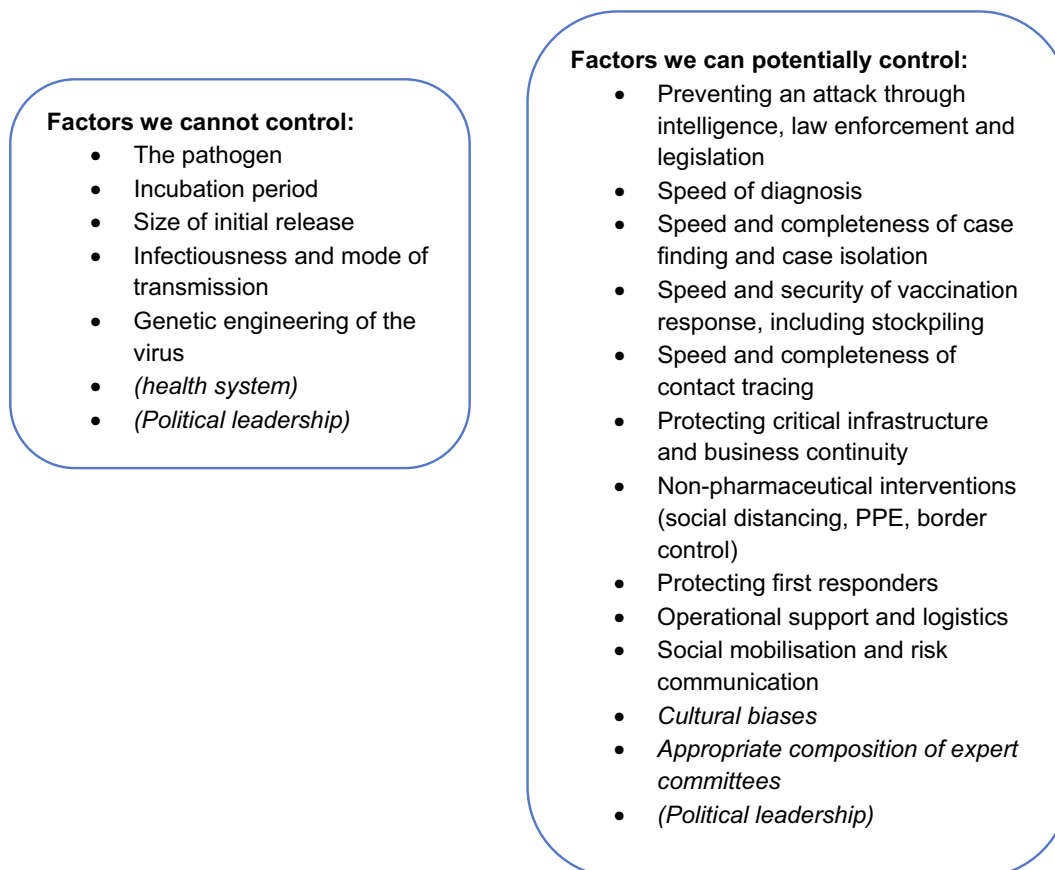 Factors we cannot control:
• The pathogen
• Incubation period
• Size of initial release
• Infectiousness and mode of
transmission
• Genetic engineering of the
virus
• (health system)
• (Political leadership)
Factors we can potentially control:
• Preventing an attack through
intelligence, law enforcement and
legislation
• Speed of diagnosis
• Speed and completeness of case
finding and case isolation
• Speed and security of vaccination
response, including stockpiling
• Speed and completeness of
contact tracing
• Protecting critical infrastructure
and business continuity
• Non-pharmaceutical interventions
(social distancing, PPE, border
control)
• Protecting first responders
• Operational support and logistics
• Social mobilisation and risk
communication
• Cultural biases
• Appropriate composition of expert
committees
• (Political leadership)